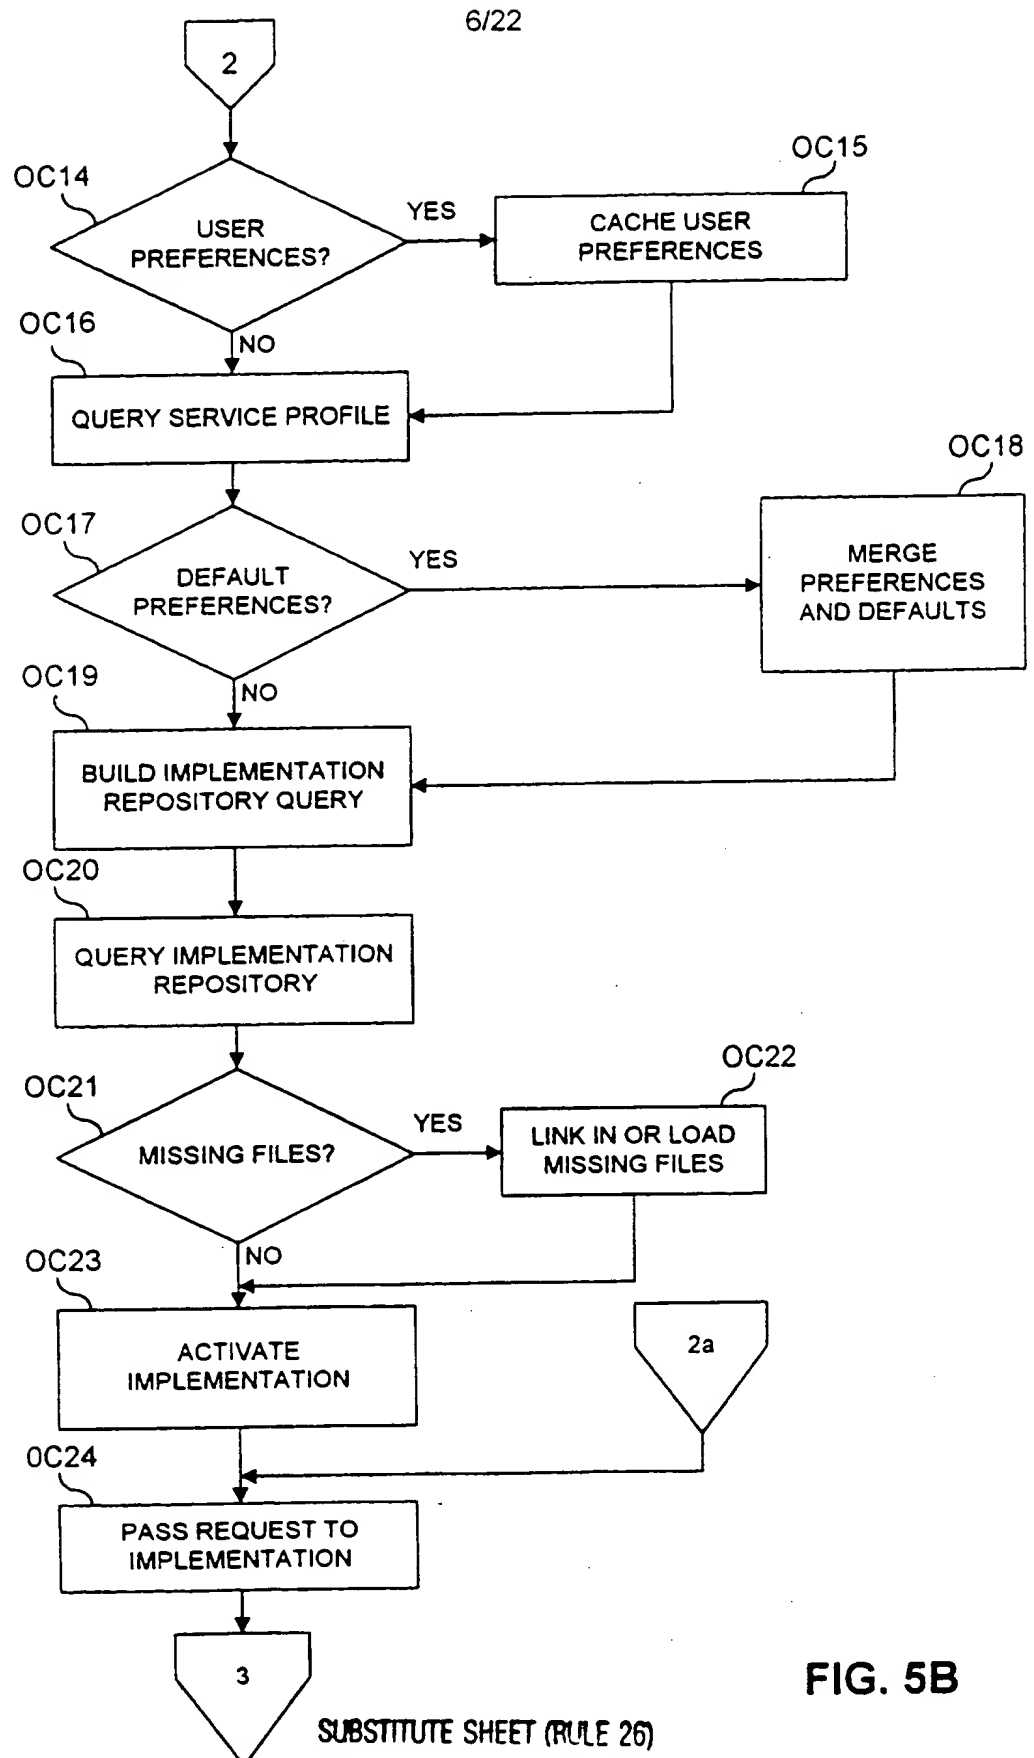 6/22
2
OC14
USER
PREFERENCES?
YES
OC15
CACHE USER
PREFERENCES
NO
OC16
QUERY SERVICE PROFILE
OC17
DEFAULT
PREFERENCES?
YES
OC18
MERGE
PREFERENCES
AND DEFAULTS
NO
OC19
BUILD IMPLEMENTATION
REPOSITORY QUERY
OC20
QUERY IMPLEMENTATION
REPOSITORY
OC21
MISSING FILES?
YES
OC22
LINK IN OR LOAD
MISSING FILES
NO
OC23
ACTIVATE
IMPLEMENTATION
2a
OC24
PASS REQUEST TO
IMPLEMENTATION
3
FIG. 5B
SUBSTITUTE SHEET (RULE 26)